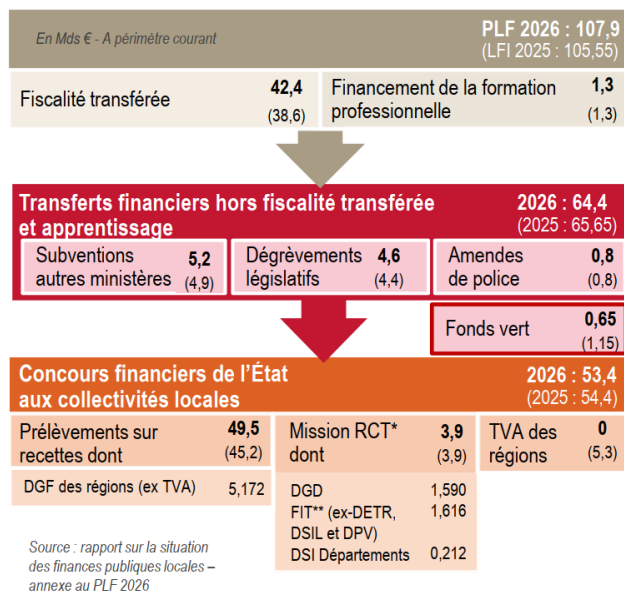 En Mds € - A périmètre courant
PLF 2026 : 107,9
(LFI 2025 : 105,55)
Fiscalité transférée
42,4
(38,6)
Financement de la formation
professionnelle
1,3
(1,3)
Transferts financiers hors fiscalité transférée
et apprentissage
2026 : 64,4
(2025 : 65,65)
Subventions
autres ministères
5,2
(4,9)
Dégrèvements
législatifs
4,6
(4,4)
Amendes
de police
0,8
(0,8)
Fonds vert
0,65
(1,15)
Concours financiers de l'État
aux collectivités locales
2026 : 53,4
(2025 : 54,4)
Prélèvements sur
recettes dont
49,5
(45,2)
DGF des régions (ex TVA) 5,172
Mission RCT*
dont
3,9
(3,9)
DGD 1,590
FIT** (ex-DETR, 1,616
DSIL et DPV)
DSI Départements 0,212
TVA des
régions
0
(5,3)
Source : rapport sur la situation
des finances publiques locales –
annexe au PLF 2026